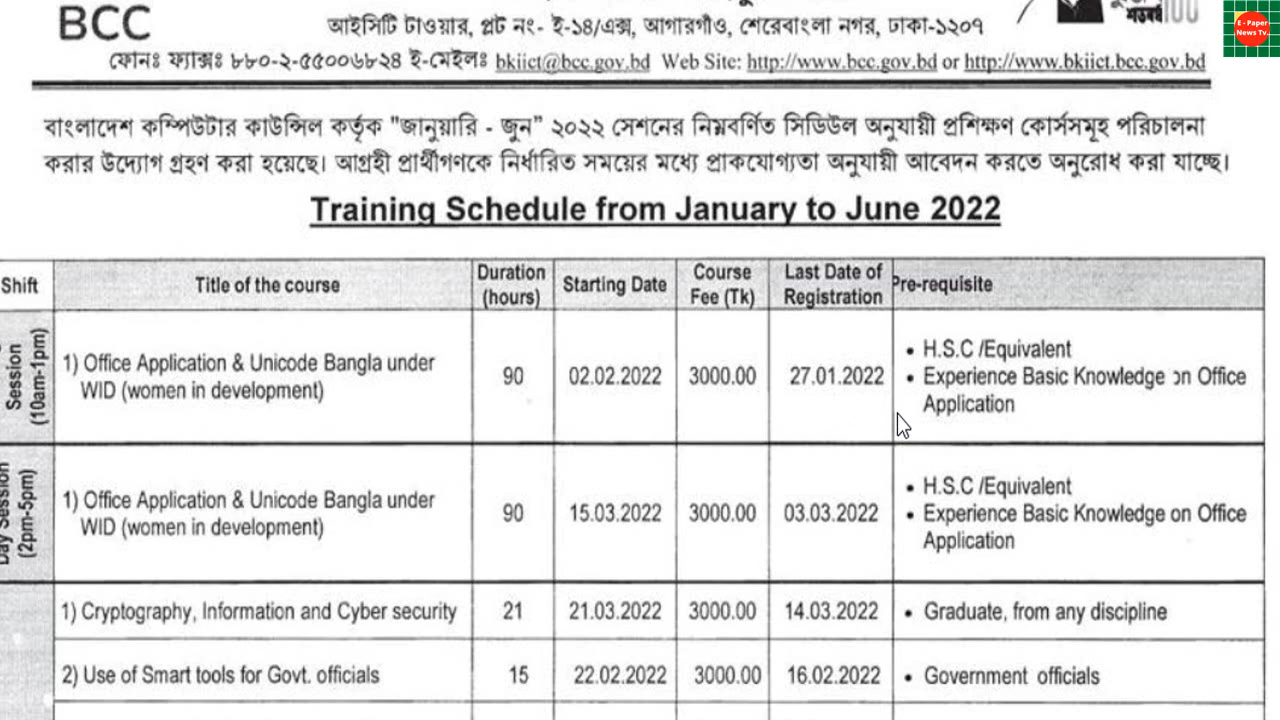 BCC
আইসিটি টাওয়ার, প্লট নং- ই-১৪/এক্স, আগারগাঁও, শেরেবাংলা নগর, ঢাকা-১২০৭
ফোনঃ ফ্যাক্সঃ ৮৮০-২-৫৫০০৬৮২৪ ই-মেইলঃ bkiict@bcc.gov.bd Web Site: http://www.bcc.gov.bd or http://www.bkiict.bcc.gov.bd
E - Paper
News Tv.
বাংলাদেশ কম্পিউটার কাউন্সিল কর্তৃক "জানুয়ারি - জুন" ২০২২ সেশনের নিম্নবর্ণিত সিডিউল অনুযায়ী প্রশিক্ষণ কোর্সসমূহ পরিচালনা
করার উদ্যোগ গ্রহণ করা হয়েছে। আগ্রহী প্রার্থীগণকে নির্ধারিত সময়ের মধ্যে প্রাকযোগ্যতা অনুযায়ী আবেদন করতে অনুরোধ করা যাচ্ছে।
Training Schedule from January to June 2022
Shift Title of the course Duration (hours) Starting Date Course Fee (Tk) Last Date of Registration Pre-requisite
Session (10am-1pm)
1) Office Application & Unicode Bangla under
WID (women in development)
90 02.02.2022 3000.00 27.01.2022
• H.S.C /Equivalent
• Experience Basic Knowledge on Office
Application
Day Session (2pm-5pm)
1) Office Application & Unicode Bangla under
WID (women in development)
90 15.03.2022 3000.00 03.03.2022
• H.S.C /Equivalent
• Experience Basic Knowledge on Office
Application
1) Cryptography, Information and Cyber security 21 21.03.2022 3000.00 14.03.2022 • Graduate, from any discipline
2) Use of Smart tools for Govt. officials 15 22.02.2022 3000.00 16.02.2022 • Government officials